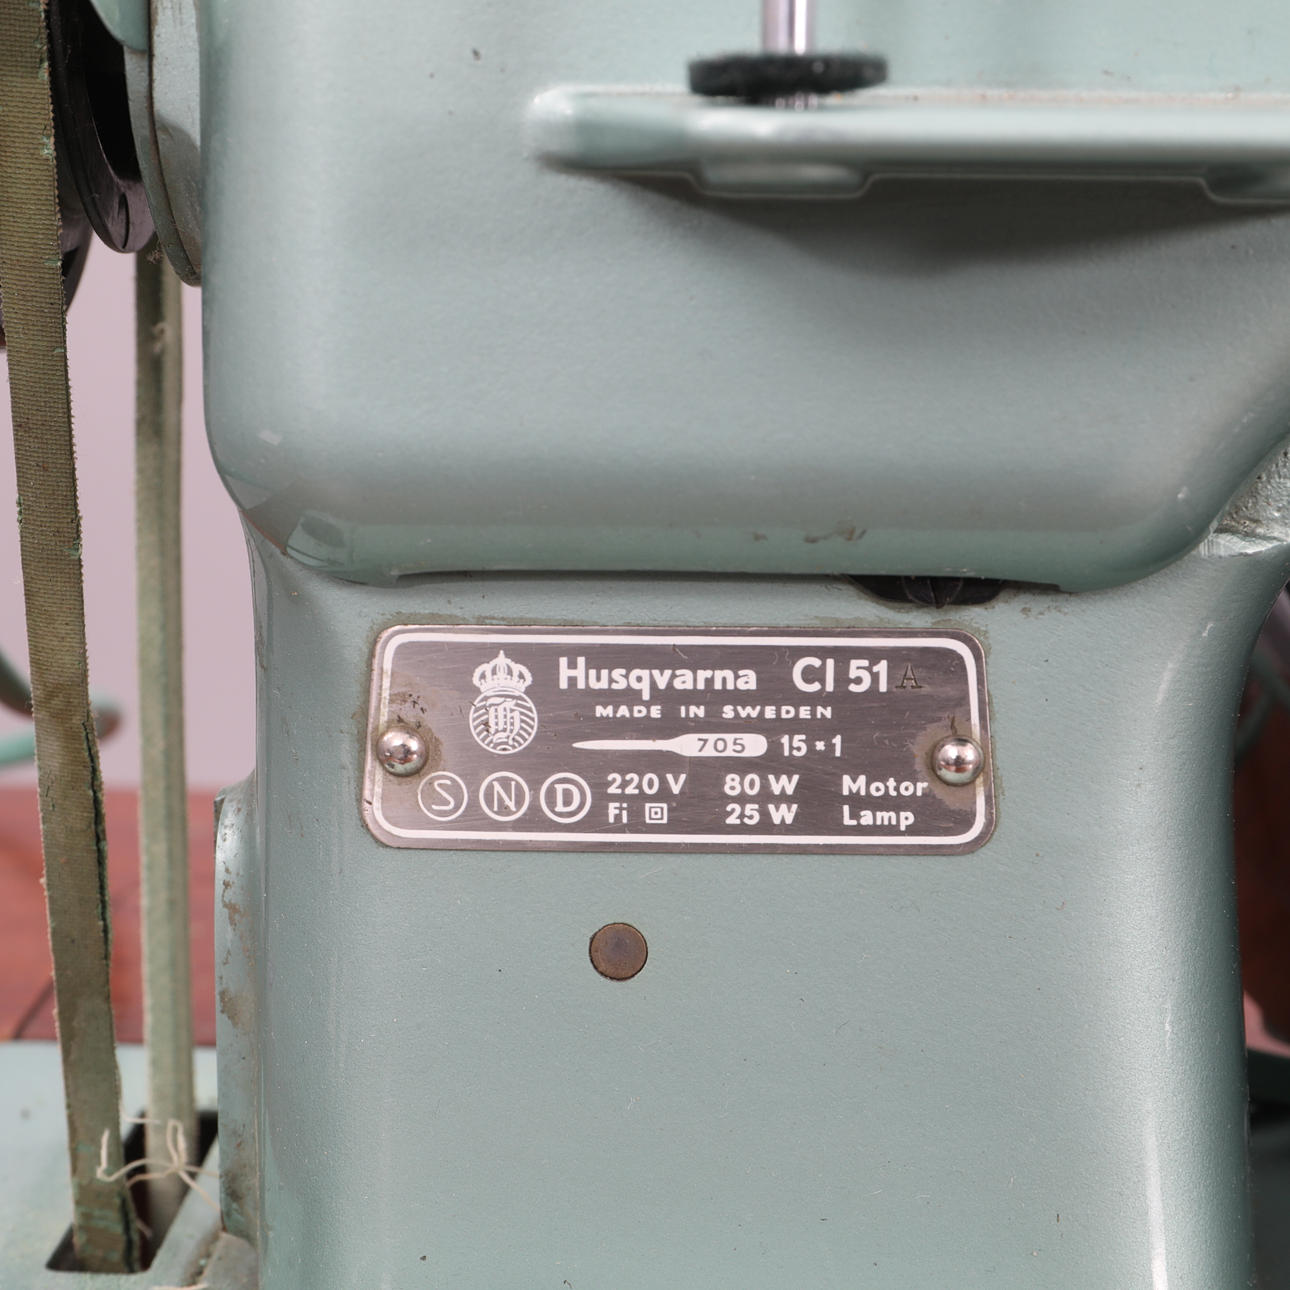 Husqvarna Cl 51 A
MADE IN SWEDEN
705 15×1
S N D 220 V 80 W Motor
Fi 25 W Lamp